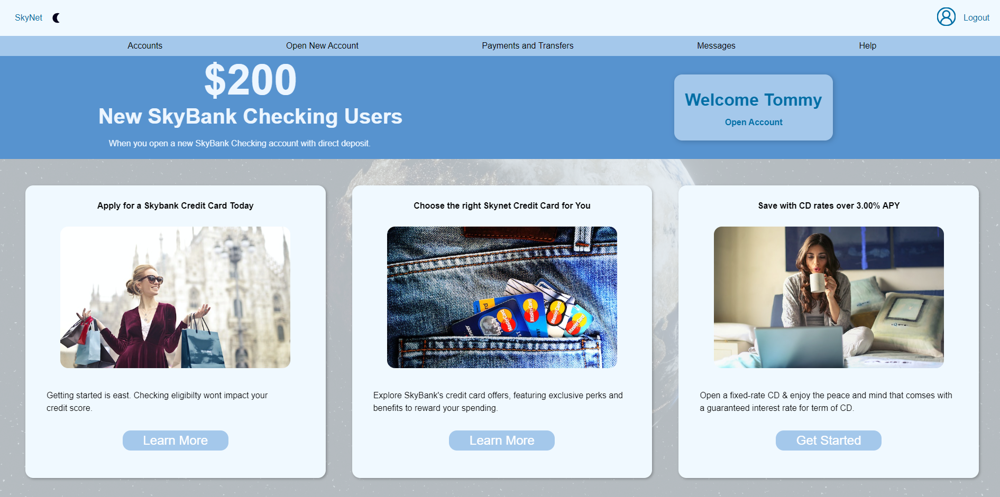 SkyNet
Logout
Accounts
Open New Account
Payments and Transfers
Messages
Help
$200
New SkyBank Checking Users
When you open a new SkyBank Checking account with direct deposit.
Welcome Tommy
Open Account
Apply for a Skybank Credit Card Today
Getting started is east. Checking eligibilty wont impact your
credit score.
Learn More
Choose the right Skynet Credit Card for You
MasterCard
MasterCard
MasterCard
MasterCard
Explore SkyBank's credit card offers, featuring exclusive perks and
benefits to reward your spending.
Learn More
Save with CD rates over 3.00% APY
Open a fixed-rate CD & enjoy the peace and mind that comses with
a guaranteed interest rate for term of CD.
Get Started